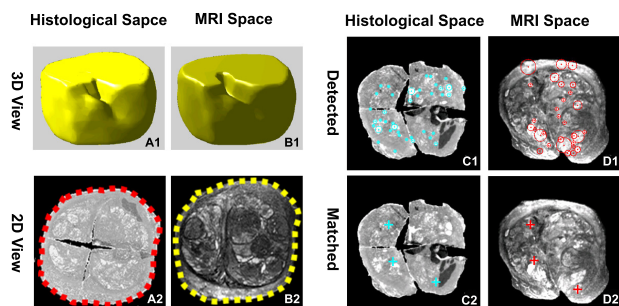 Histological Sapce
MRI Space
3D View
A1
B1
2D View
A2
B2
Histological Space
MRI Space
Detected
C1
D1
Matched
C2
D2